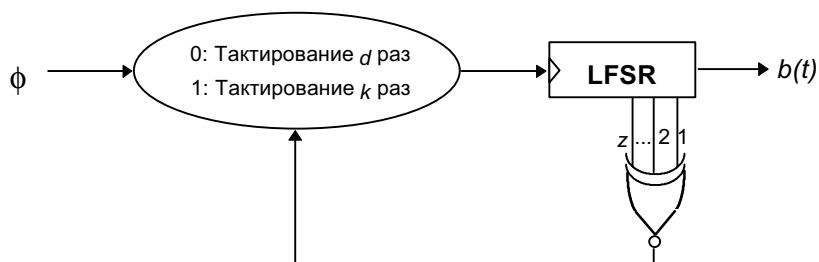 0: Тактирование d раз
ϕ
1: Тактирование k раз
LFSR
b(t)
z ... 2 1